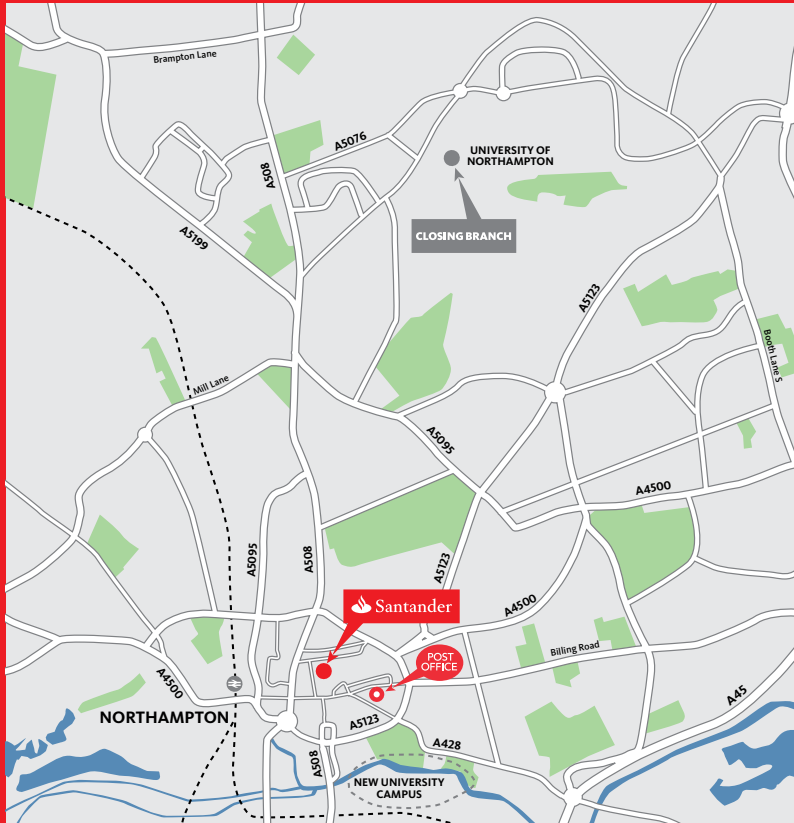 Brampton Lane
A5076
A508
UNIVERSITY OF
NORTHAMPTON
CLOSING BRANCH
A5199
A5123
Booth Lane S
Mill Lane
A5095
A4500
A5095
A508
A5123
Santander
A4500
POST
OFFICE
Billing Road
A4500
NORTHAMPTON
A5123
A45
A428
A508
NEW UNIVERSITY
CAMPUS